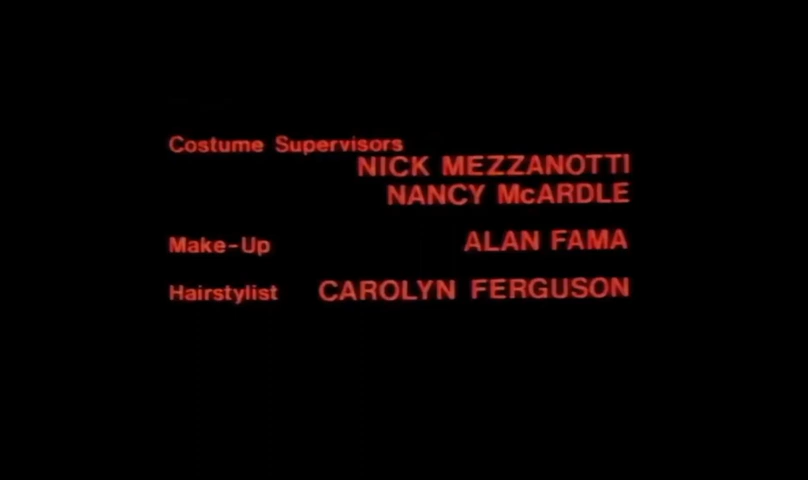 Costume Supervisors
NICK MEZZANOTTI
NANCY McARDLE
Make-Up ALAN FAMA
Hairstylist CAROLYN FERGUSON